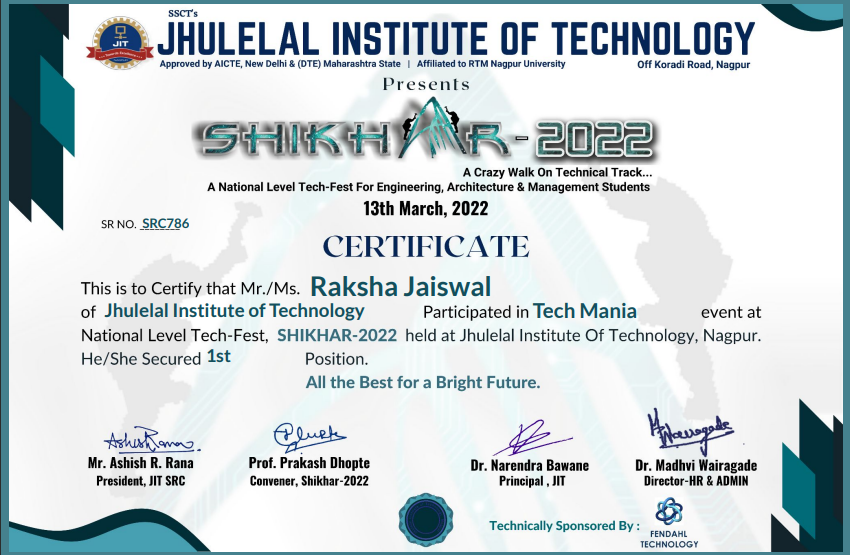 SSCT's
JHULELAL INSTITUTE OF TECHNOLOGY
JIT
Approved by AICTE, New Delhi & (DTE) Maharashtra State | Affiliated to RTM Nagpur University Off Koradi Road, Nagpur
Presents
SHIKHAR-2022
A Crazy Walk On Technical Track...
A National Level Tech-Fest For Engineering, Architecture & Management Students
13th March, 2022
SR NO. SRC786
CERTIFICATE
This is to Certify that Mr./Ms. Raksha Jaiswal
of Jhulelal Institute of Technology Participated in Tech Mania event at
National Level Tech-Fest, SHIKHAR-2022 held at Jhulelal Institute Of Technology, Nagpur.
He/She Secured 1st Position.
All the Best for a Bright Future.
Mr. Ashish R. Rana Prof. Prakash Dhopte Dr. Narendra Bawane Dr. Madhvi Wairagade
President, JIT SRC Convener, Shikhar-2022 Principal , JIT Director-HR & ADMIN
Technically Sponsored By :
FENDAHL
TECHNOLOGY